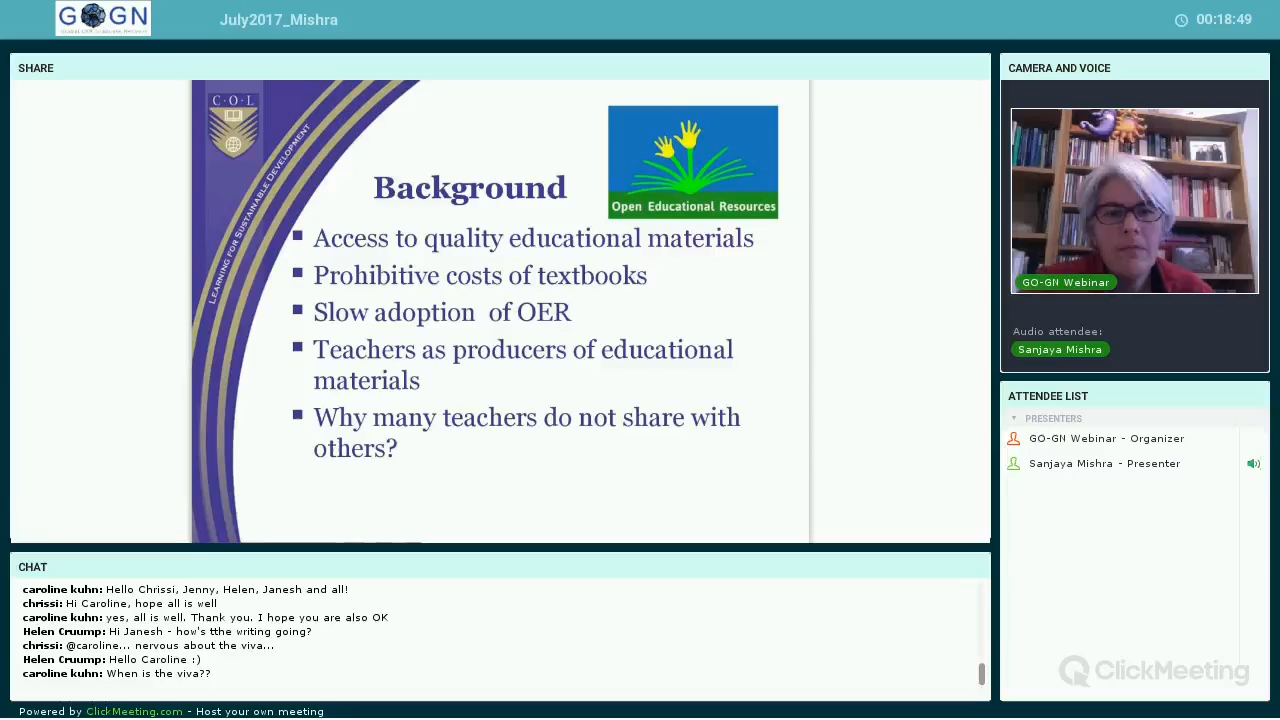 GOGN
July2017_Mishra
00:18:49
SHARE
C·O·L
LEARNING FOR SUSTAINABLE DEVELOPMENT
Open Educational Resources
Background
Access to quality educational materials
Prohibitive costs of textbooks
Slow adoption of OER
Teachers as producers of educational
materials
Why many teachers do not share with
others?
CAMERA AND VOICE
GO-GN Webinar
Audio attendee:
Sanjaya Mishra
ATTENDEE LIST
PRESENTERS
GO-GN Webinar - Organizer
Sanjaya Mishra - Presenter
ClickMeeting
CHAT
caroline kuhn: Hello Chrissi, Jenny, Helen, Janesh and all!
chrissi: Hi Caroline, hope all is well
caroline kuhn: yes, all is well. Thank you. I hope you are also OK
Helen Cruump: Hi Janesh - how's tthe writing going?
chrissi: @caroline... nervous about the viva...
Helen Cruump: Hello Caroline :)
caroline kuhn: When is the viva??
Powered by ClickMeeting.com - Host your own meeting